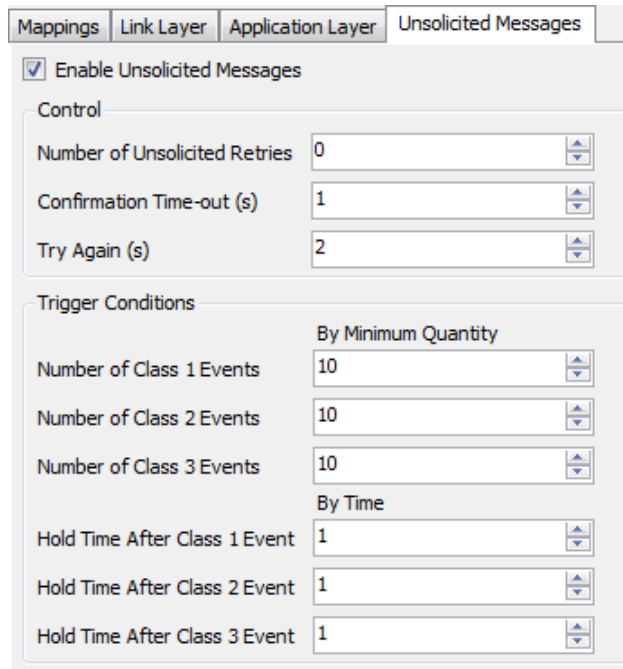 Mappings Link Layer Application Layer Unsolicited Messages
Enable Unsolicited Messages
Control
Number of Unsolicited Retries 0
Confirmation Time-out (s) 1
Try Again (s) 2
Trigger Conditions
By Minimum Quantity
Number of Class 1 Events 10
Number of Class 2 Events 10
Number of Class 3 Events 10
By Time
Hold Time After Class 1 Event 1
Hold Time After Class 2 Event 1
Hold Time After Class 3 Event 1